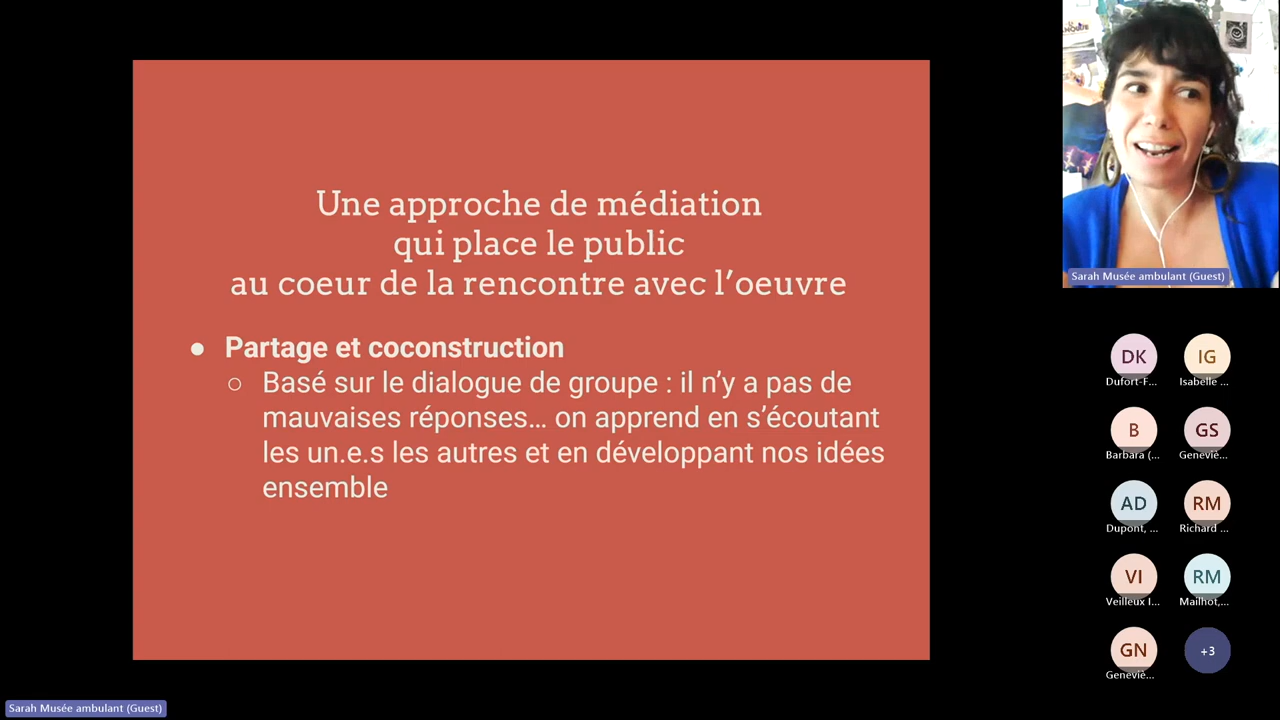 Une approche de médiation
qui place le public
au coeur de la rencontre avec l'oeuvre
● Partage et coconstruction
○ Basé sur le dialogue de groupe : il n'y a pas de
mauvaises réponses… on apprend en s'écoutant
les un.e.s les autres et en développant nos idées
ensemble
Sarah Musée ambulant (Guest)
DK
Dufort-F...
IG
Isabelle ...
B
Barbara (...
GS
Geneviè...
AD
Dupont, ...
RM
Richard ...
VI
Veilleux I...
RM
Mailhot,...
GN
Geneviè...
+3
Sarah Musée ambulant (Guest)